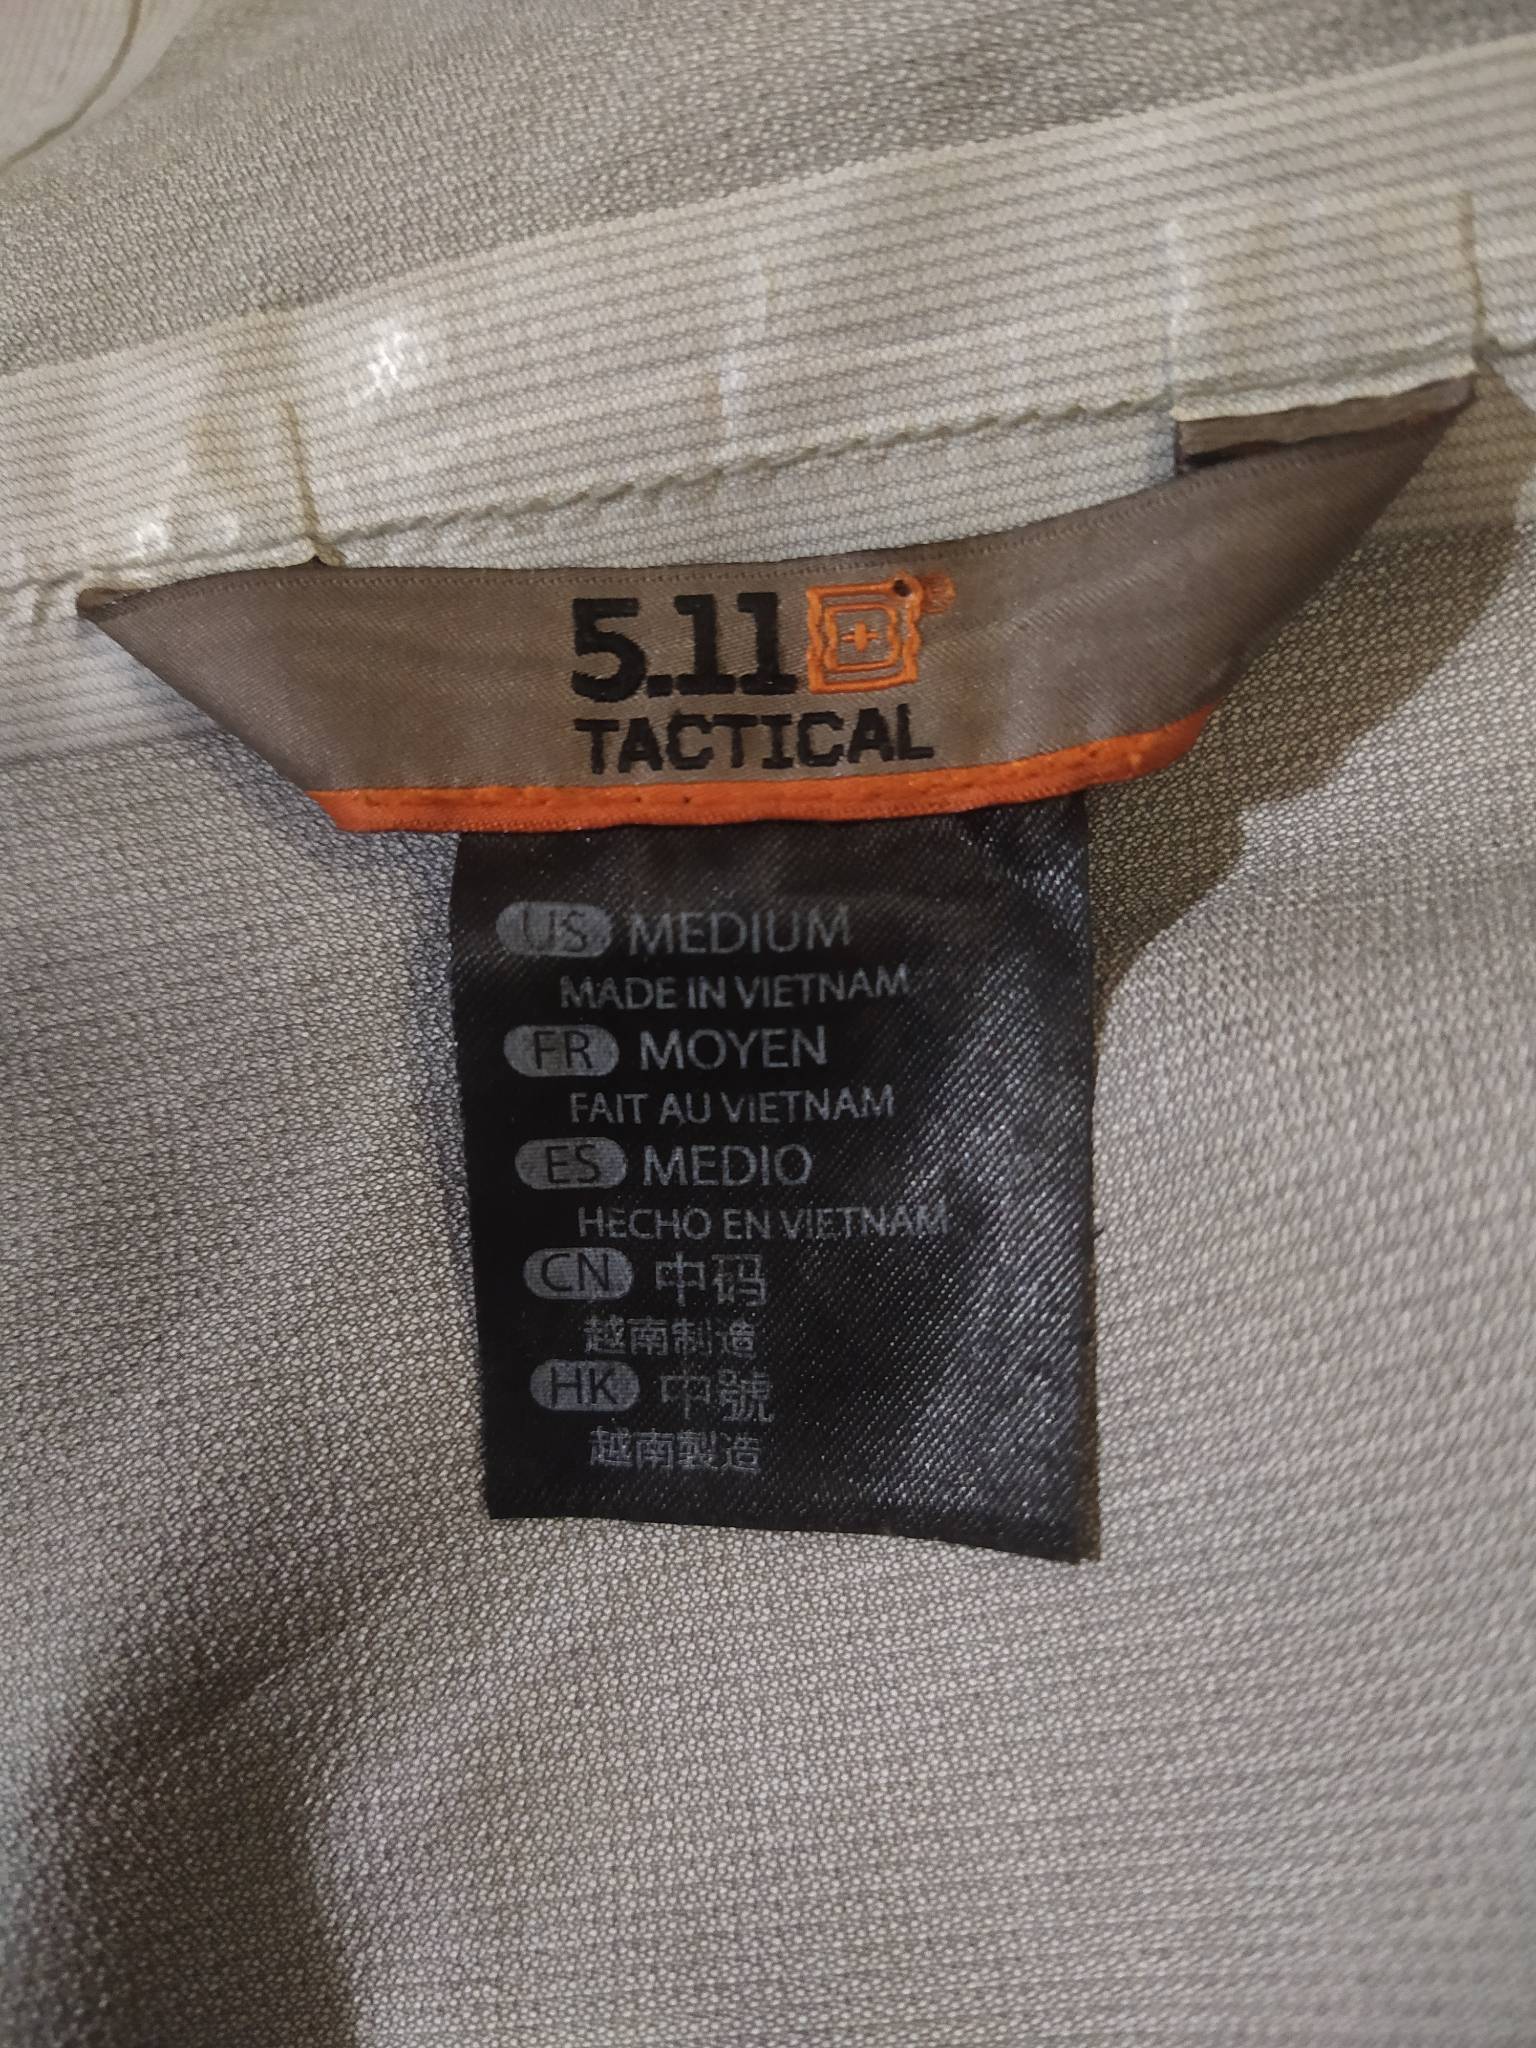 5.11
TACTICAL
US MEDIUM
MADE IN VIETNAM
FR MOYEN
FAIT AU VIETNAM
ES MEDIO
HECHO EN VIETNAM
CN 中码
越南制造
HK 中號
越南製造